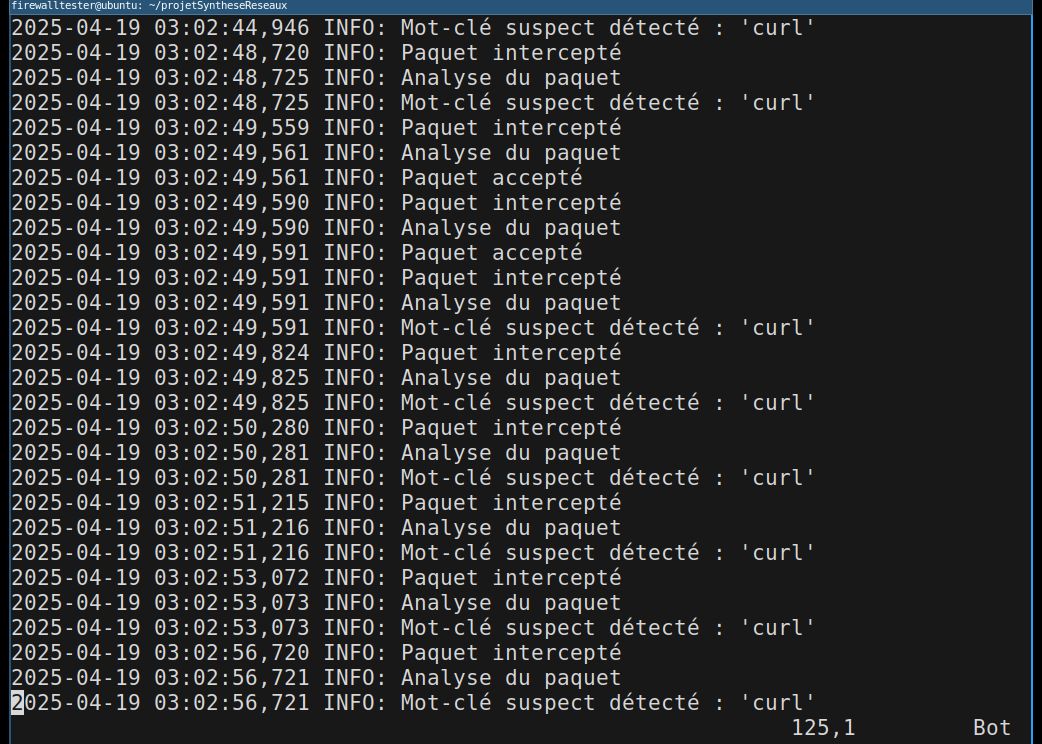 firewalltester@ubuntu: ~/projetSyntheseReseaux
2025-04-19 03:02:44,946 INFO: Mot-clé suspect détecté : 'curl'
2025-04-19 03:02:48,720 INFO: Paquet intercepté
2025-04-19 03:02:48,725 INFO: Analyse du paquet
2025-04-19 03:02:48,725 INFO: Mot-clé suspect détecté : 'curl'
2025-04-19 03:02:49,559 INFO: Paquet intercepté
2025-04-19 03:02:49,561 INFO: Analyse du paquet
2025-04-19 03:02:49,561 INFO: Paquet accepté
2025-04-19 03:02:49,590 INFO: Paquet intercepté
2025-04-19 03:02:49,590 INFO: Analyse du paquet
2025-04-19 03:02:49,591 INFO: Paquet accepté
2025-04-19 03:02:49,591 INFO: Paquet intercepté
2025-04-19 03:02:49,591 INFO: Analyse du paquet
2025-04-19 03:02:49,591 INFO: Mot-clé suspect détecté : 'curl'
2025-04-19 03:02:49,824 INFO: Paquet intercepté
2025-04-19 03:02:49,825 INFO: Analyse du paquet
2025-04-19 03:02:49,825 INFO: Mot-clé suspect détecté : 'curl'
2025-04-19 03:02:50,280 INFO: Paquet intercepté
2025-04-19 03:02:50,281 INFO: Analyse du paquet
2025-04-19 03:02:50,281 INFO: Mot-clé suspect détecté : 'curl'
2025-04-19 03:02:51,215 INFO: Paquet intercepté
2025-04-19 03:02:51,216 INFO: Analyse du paquet
2025-04-19 03:02:51,216 INFO: Mot-clé suspect détecté : 'curl'
2025-04-19 03:02:53,072 INFO: Paquet intercepté
2025-04-19 03:02:53,073 INFO: Analyse du paquet
2025-04-19 03:02:53,073 INFO: Mot-clé suspect détecté : 'curl'
2025-04-19 03:02:56,720 INFO: Paquet intercepté
2025-04-19 03:02:56,721 INFO: Analyse du paquet
2025-04-19 03:02:56,721 INFO: Mot-clé suspect détecté : 'curl'
125,1 Bot